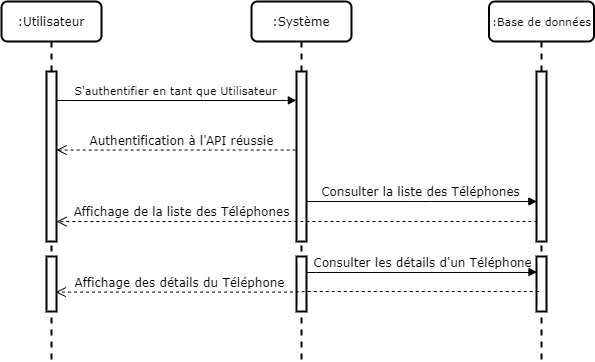 :Utilisateur
:Système
:Base de données
S'authentifier en tant que Utilisateur
Authentification à l'API réussie
Consulter la liste des Téléphones
Affichage de la liste des Téléphones
Consulter les détails d'un Téléphone
Affichage des détails du Téléphone